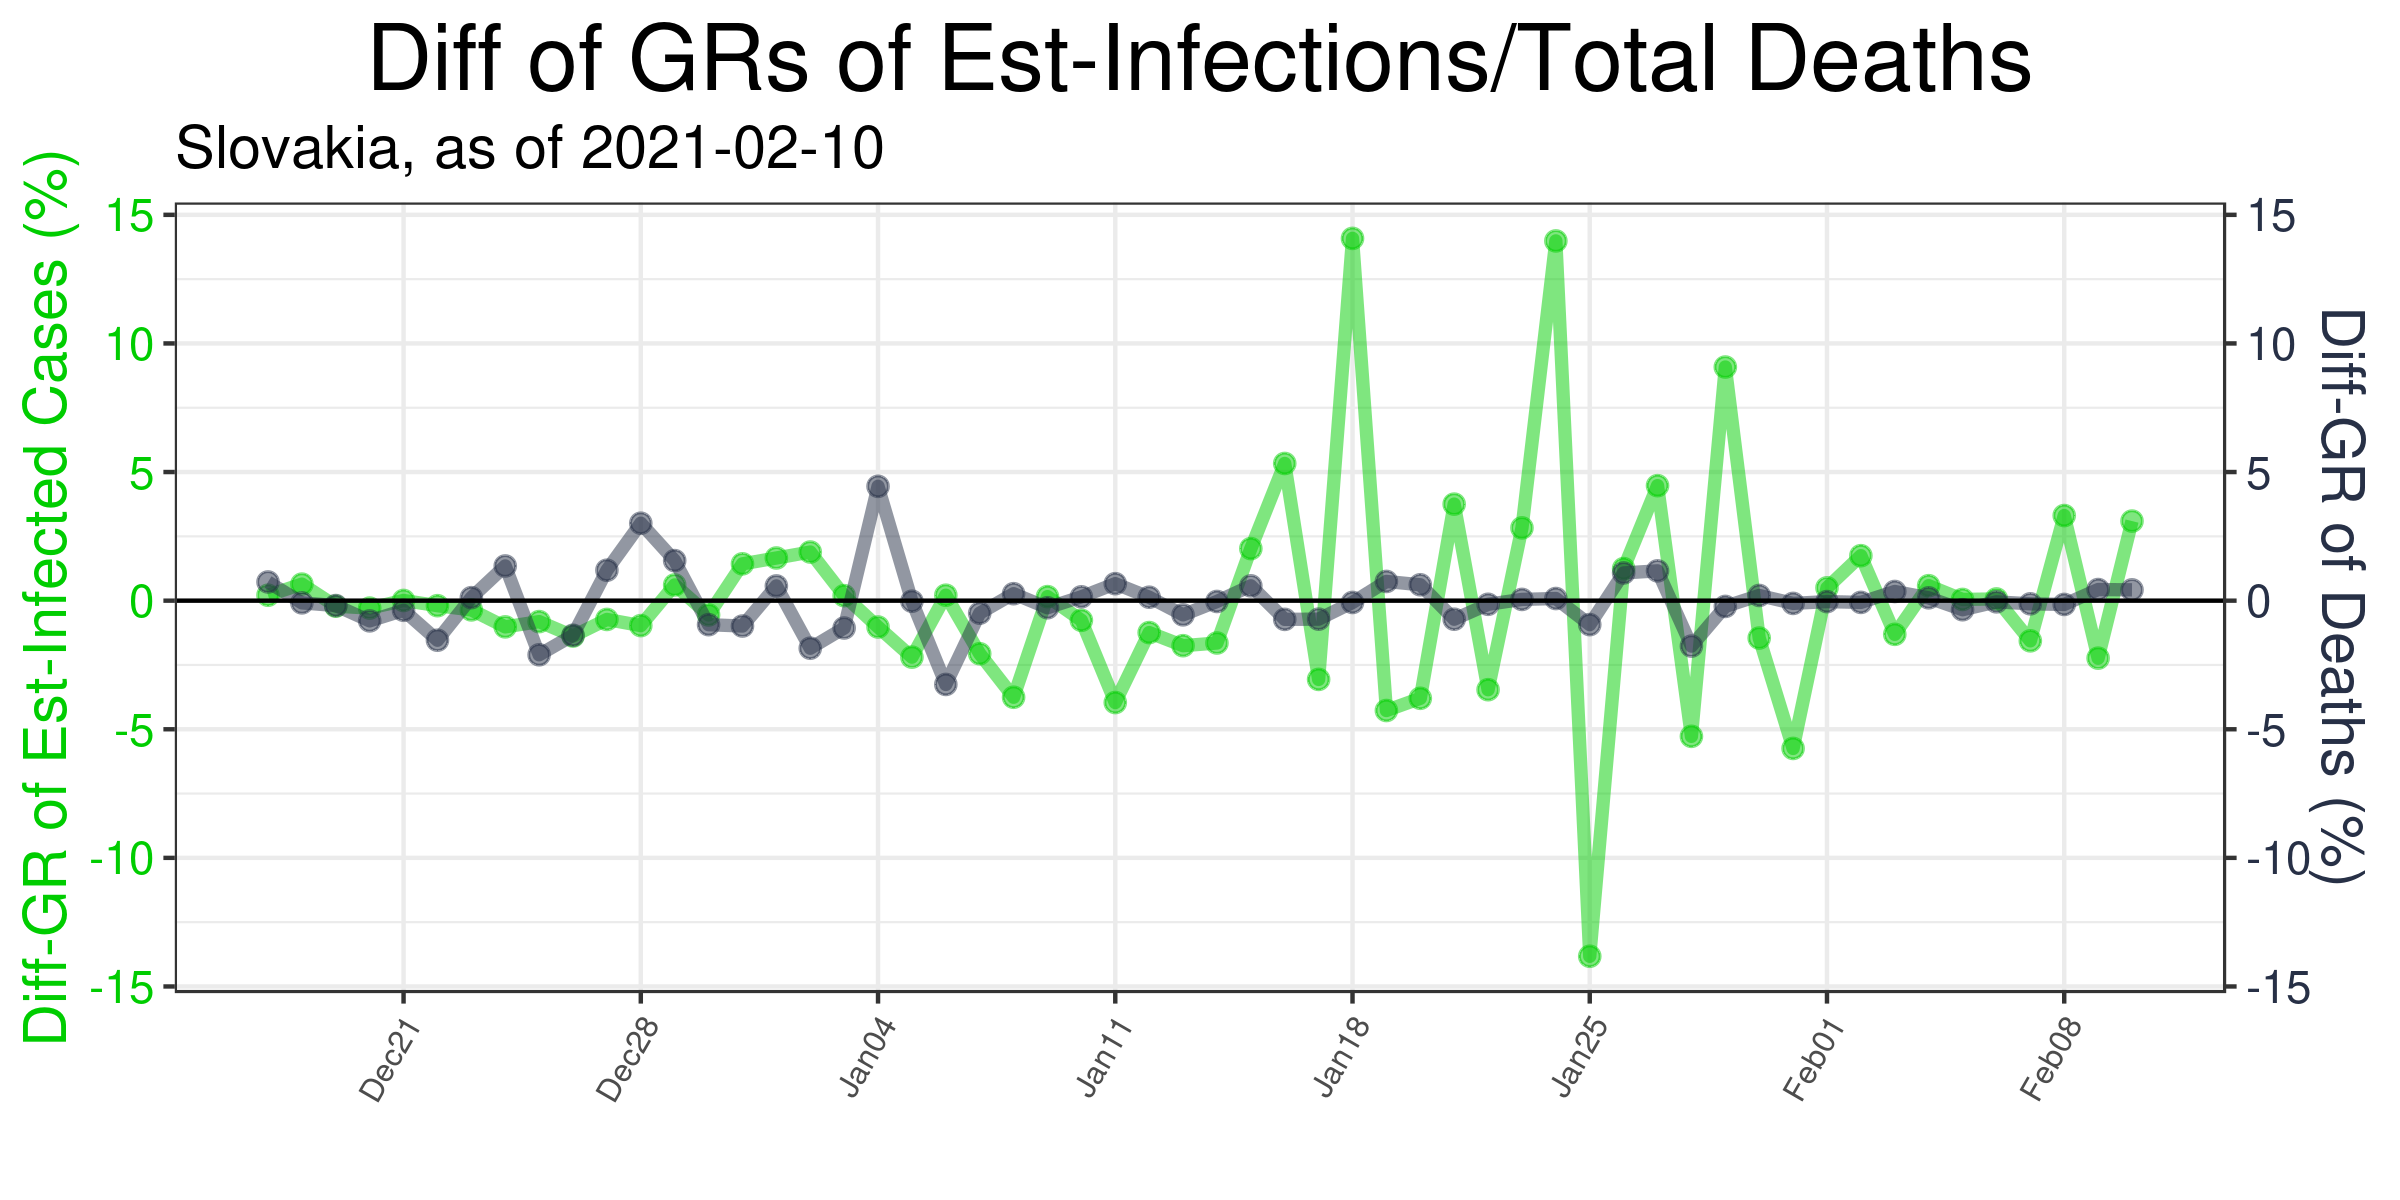 Diff of GRs of Est-Infections/Total Deaths
Slovakia, as of 2021-02-10
Diff-GR of Est-Infected Cases (%)
15
10
5
0
-5
-10
-15
15
10
5
0
-5
-10
-15
Diff-GR of Deaths (%)
Dec21
Dec28
Jan04
Jan11
Jan18
Jan25
Feb01
Feb08